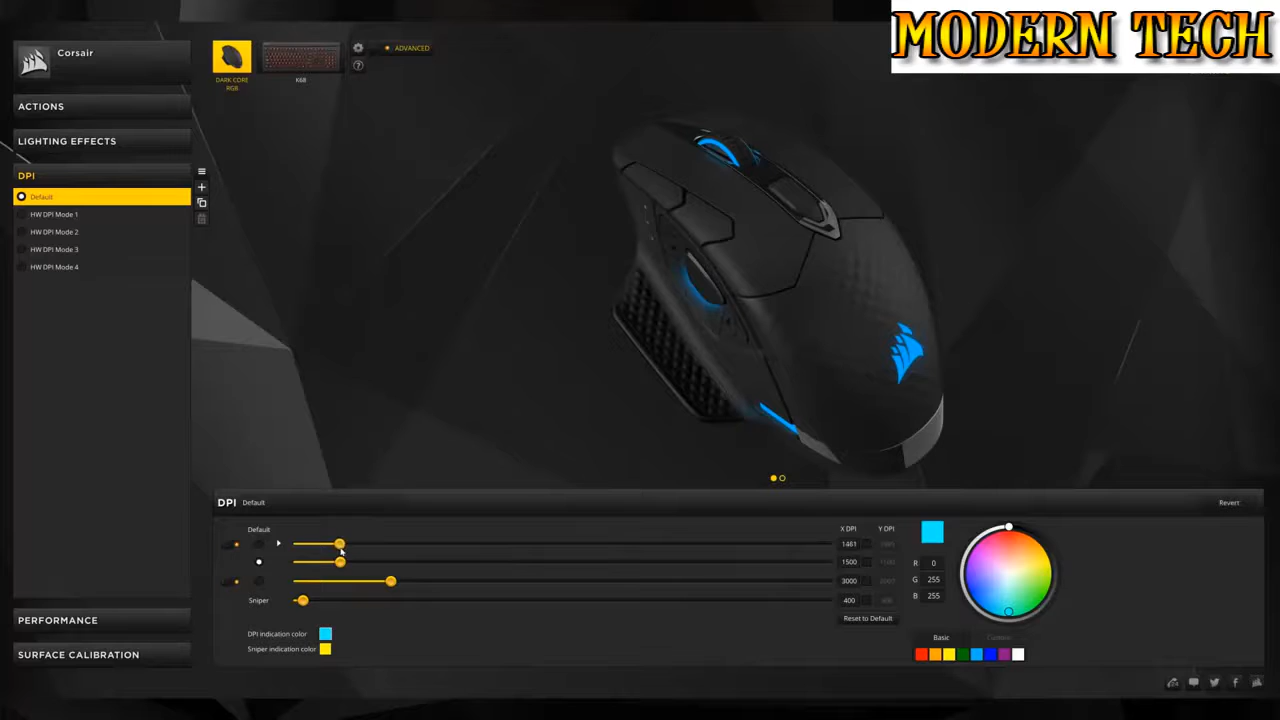 MODERN TECH
Corsair
ADVANCED
DARK CORE
RGB
K68
ACTIONS
LIGHTING EFFECTS
DPI
Default
HW DPI Mode 1
HW DPI Mode 2
HW DPI Mode 3
HW DPI Mode 4
DPI Default
Revert
Default
X DPI Y DPI
1461
1500
3000
Sniper
400
Reset to Default
R 0
G 255
B 255
DPI indication color
Sniper indication color
Basic
PERFORMANCE
SURFACE CALIBRATION